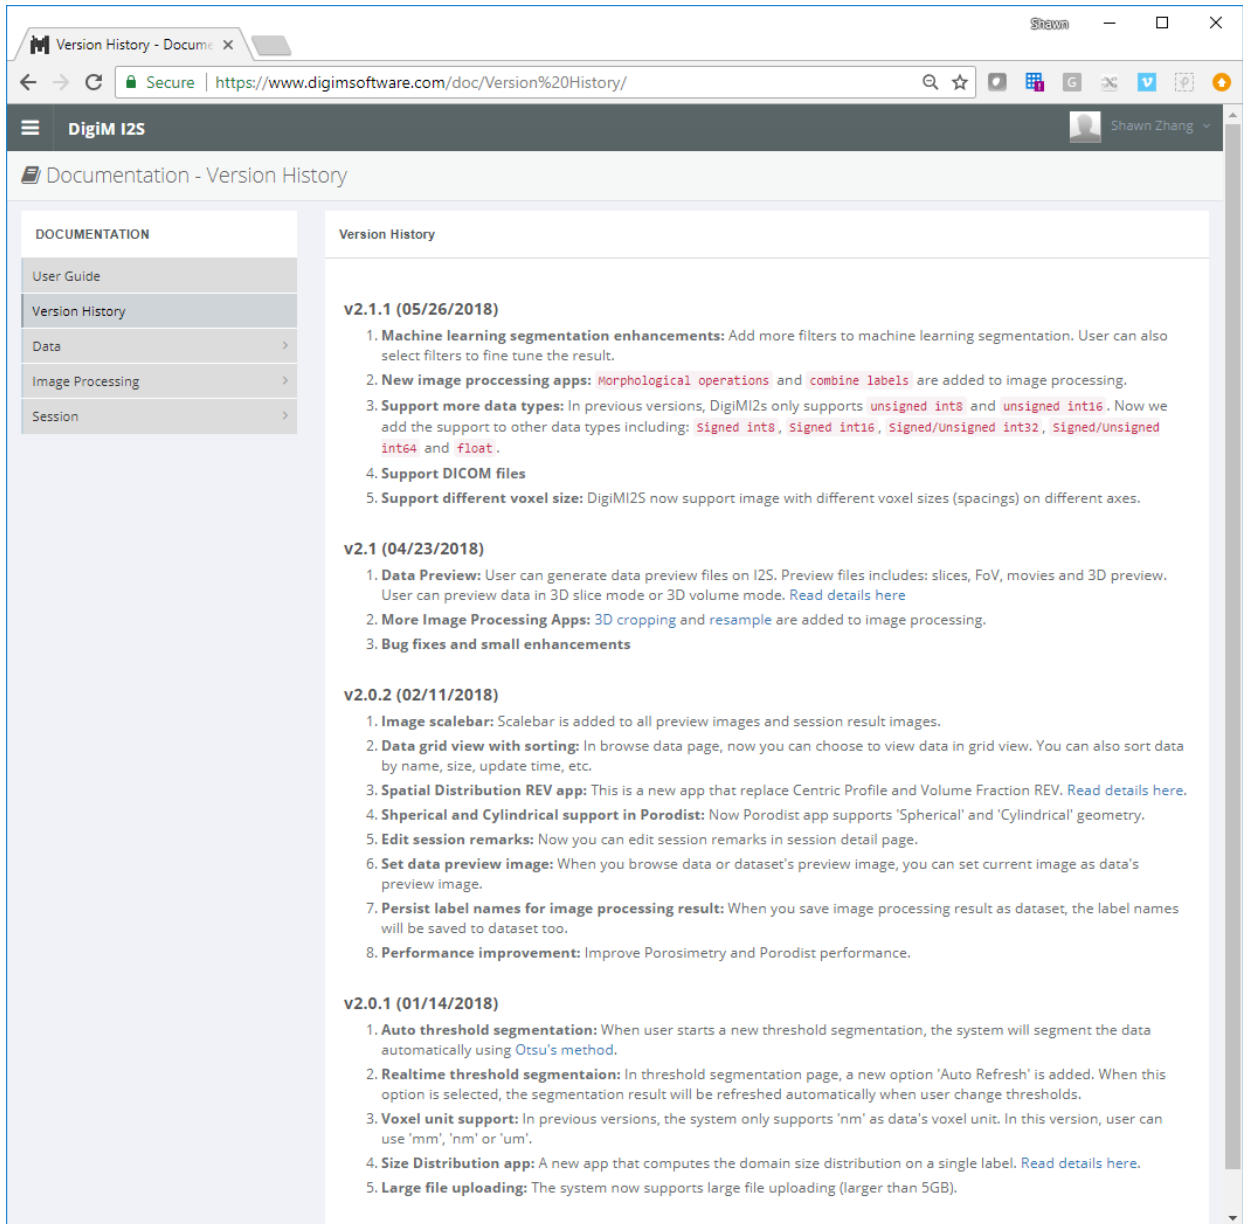 Shawn
Version History - Docume
Secure | https://www.digimsoftware.com/doc/Version%20History/
DigiM I2S
Shawn Zhang
Documentation - Version History
DOCUMENTATION
User Guide
Version History
Data
Image Processing
Session
Version History
v2.1.1 (05/26/2018)
1. Machine learning segmentation enhancements: Add more filters to machine learning segmentation. User can also
select filters to fine tune the result.
2. New image proccessing apps: Morphological operations and combine labels are added to image processing.
3. Support more data types: In previous versions, DigiMI2s only supports unsigned int8 and unsigned int16. Now we
add the support to other data types including: Signed int8, Signed int16, Signed/Unsigned int32, Signed/Unsigned
int64 and float.
4. Support DICOM files
5. Support different voxel size: DigiMI2S now support image with different voxel sizes (spacings) on different axes.
v2.1 (04/23/2018)
1. Data Preview: User can generate data preview files on I2S. Preview files includes: slices, FoV, movies and 3D preview.
User can preview data in 3D slice mode or 3D volume mode. Read details here
2. More Image Processing Apps: 3D cropping and resample are added to image processing.
3. Bug fixes and small enhancements
v2.0.2 (02/11/2018)
1. Image scalebar: Scalebar is added to all preview images and session result images.
2. Data grid view with sorting: In browse data page, now you can choose to view data in grid view. You can also sort data
by name, size, update time, etc.
3. Spatial Distribution REV app: This is a new app that replace Centric Profile and Volume Fraction REV. Read details here.
4. Shperical and Cylindrical support in Porodist: Now Porodist app supports 'Spherical' and 'Cylindrical' geometry.
5. Edit session remarks: Now you can edit session remarks in session detail page.
6. Set data preview image: When you browse data or dataset's preview image, you can set current image as data's
preview image.
7. Persist label names for image processing result: When you save image processing result as dataset, the label names
will be saved to dataset too.
8. Performance improvement: Improve Porosimetry and Porodist performance.
v2.0.1 (01/14/2018)
1. Auto threshold segmentation: When user starts a new threshold segmentation, the system will segment the data
automatically using Otsu's method.
2. Realtime threshold segmentaion: In threshold segmentation page, a new option 'Auto Refresh' is added. When this
option is selected, the segmentation result will be refreshed automatically when user change thresholds.
3. Voxel unit support: In previous versions, the system only supports 'nm' as data's voxel unit. In this version, user can
use 'mm', 'nm' or 'um'.
4. Size Distribution app: A new app that computes the domain size distribution on a single label. Read details here.
5. Large file uploading: The system now supports large file uploading (larger than 5GB).